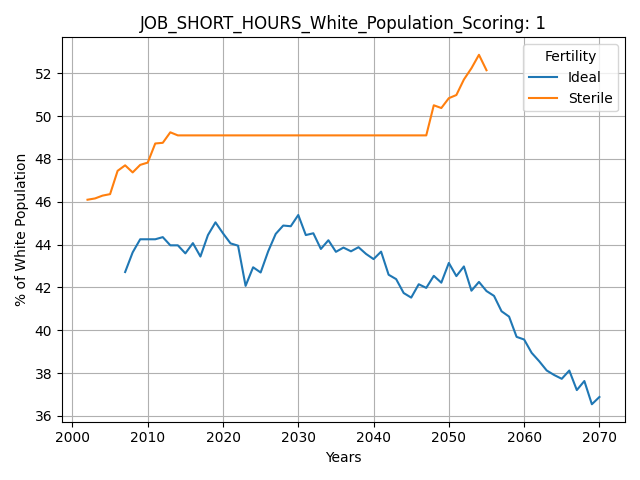 JOB_SHORT_HOURS_White_Population_Scoring: 1
Fertility
Ideal
Sterile
% of White Population
52
50
48
46
44
42
40
38
36
2000 2010 2020 2030 2040 2050 2060 2070
Years